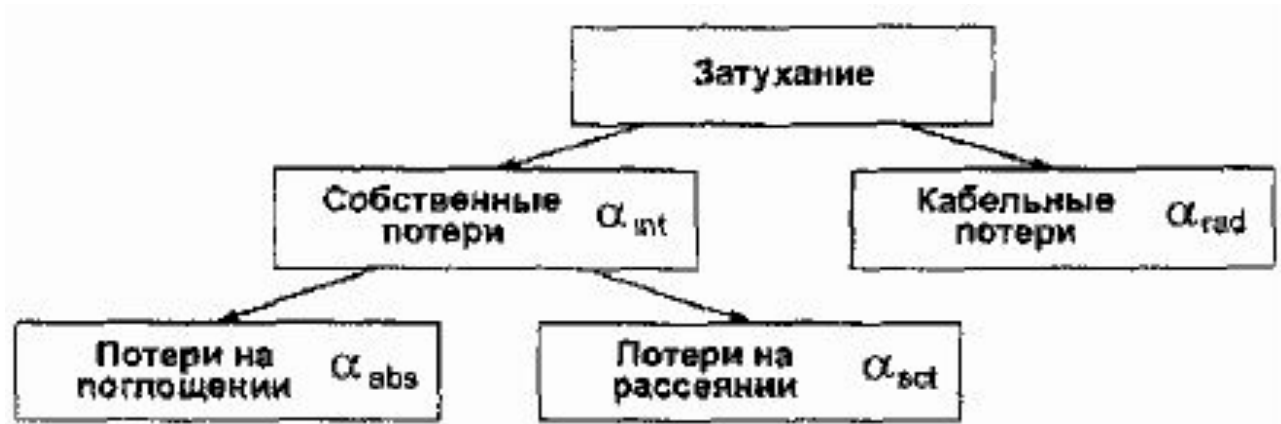 Затухание
Собственные
потери α int
Кабельные
потери α rad
Потери на
поглощении α abs
Потери на
рассеянии α sct